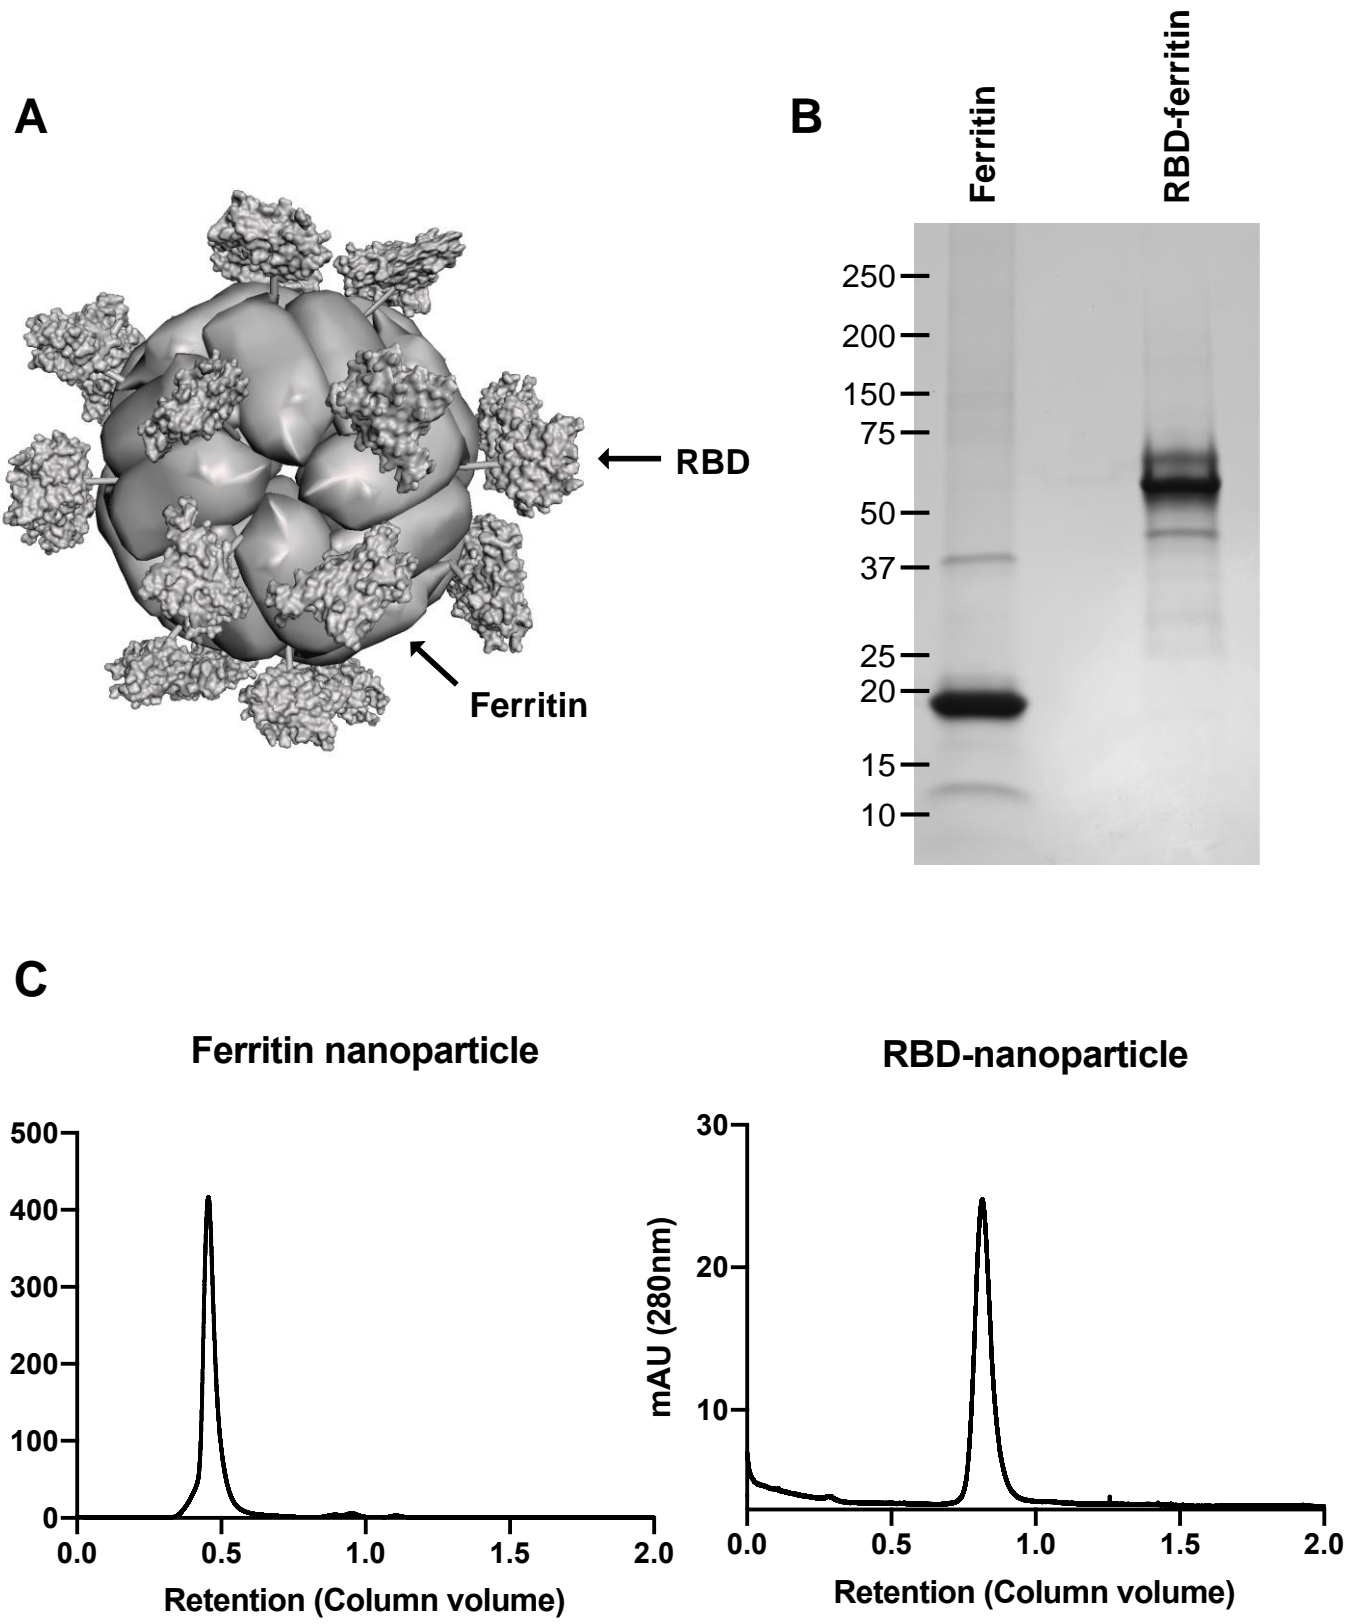 A
RBD
Ferritin
B
Ferritin
RBD-ferritin
250
200
150
75
50
37
25
20
15
10
C
Ferritin nanoparticle
500
400
300
200
100
0
0.0 0.5 1.0 1.5 2.0
Retention (Column volume)
RBD-nanoparticle
mAU (280nm)
30
20
10
0.0 0.5 1.0 1.5 2.0
Retention (Column volume)